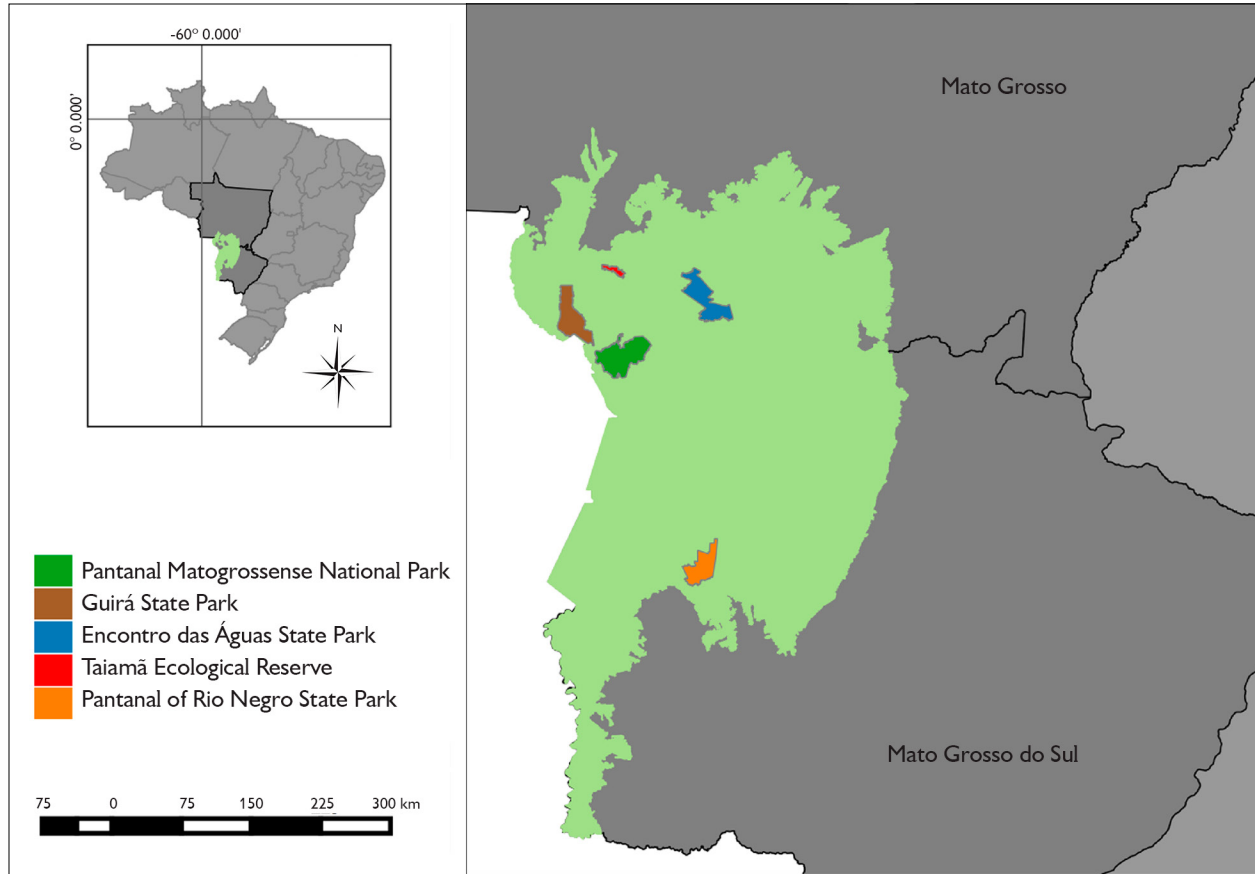 -60° 0.000'
0° 0.000'
N
Pantanal Matogrossense National Park
Guirá State Park
Encontro das Águas State Park
Taiamã Ecological Reserve
Pantanal of Rio Negro State Park
75 0 75 150 225 300 km
Mato Grosso
Mato Grosso do Sul